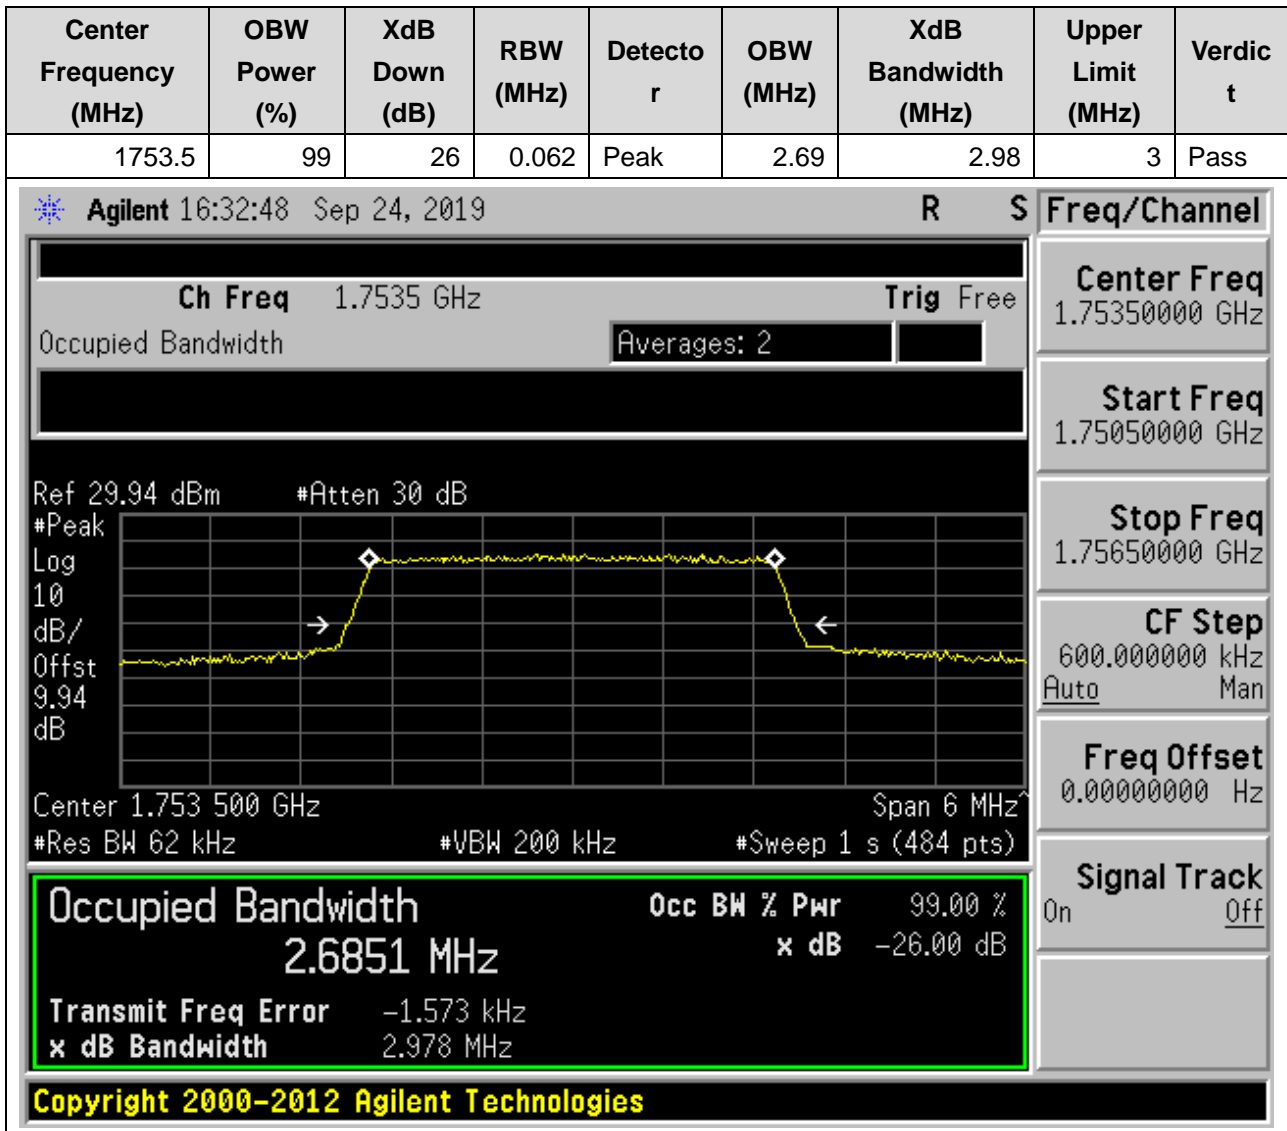 Center Frequency (MHz) OBW Power (%) XdB Down (dB) RBW (MHz) Detector OBW (MHz) XdB Bandwidth (MHz) Upper Limit (MHz) Verdict
1753.5 99 26 0.062 Peak 2.69 2.98 3 Pass
Agilent 16:32:48 Sep 24, 2019 R S Freq/Channel
Ch Freq 1.7535 GHz Trig Free
Occupied Bandwidth Averages: 2
Center Freq
1.75350000 GHz
Start Freq
1.75050000 GHz
Stop Freq
1.75650000 GHz
CF Step
600.000000 kHz
Auto Man
Freq Offset
0.00000000 Hz
Signal Track
On Off
Ref 29.94 dBm #Atten 30 dB
#Peak
Log
10
dB/
Offst
9.94
dB
Center 1.753 500 GHz Span 6 MHz^
#Res BW 62 kHz #VBW 200 kHz #Sweep 1 s (484 pts)
Occupied Bandwidth Occ BW % Pwr 99.00 %
2.6851 MHz x dB -26.00 dB
Transmit Freq Error -1.573 kHz
x dB Bandwidth 2.978 MHz
Copyright 2000-2012 Agilent Technologies